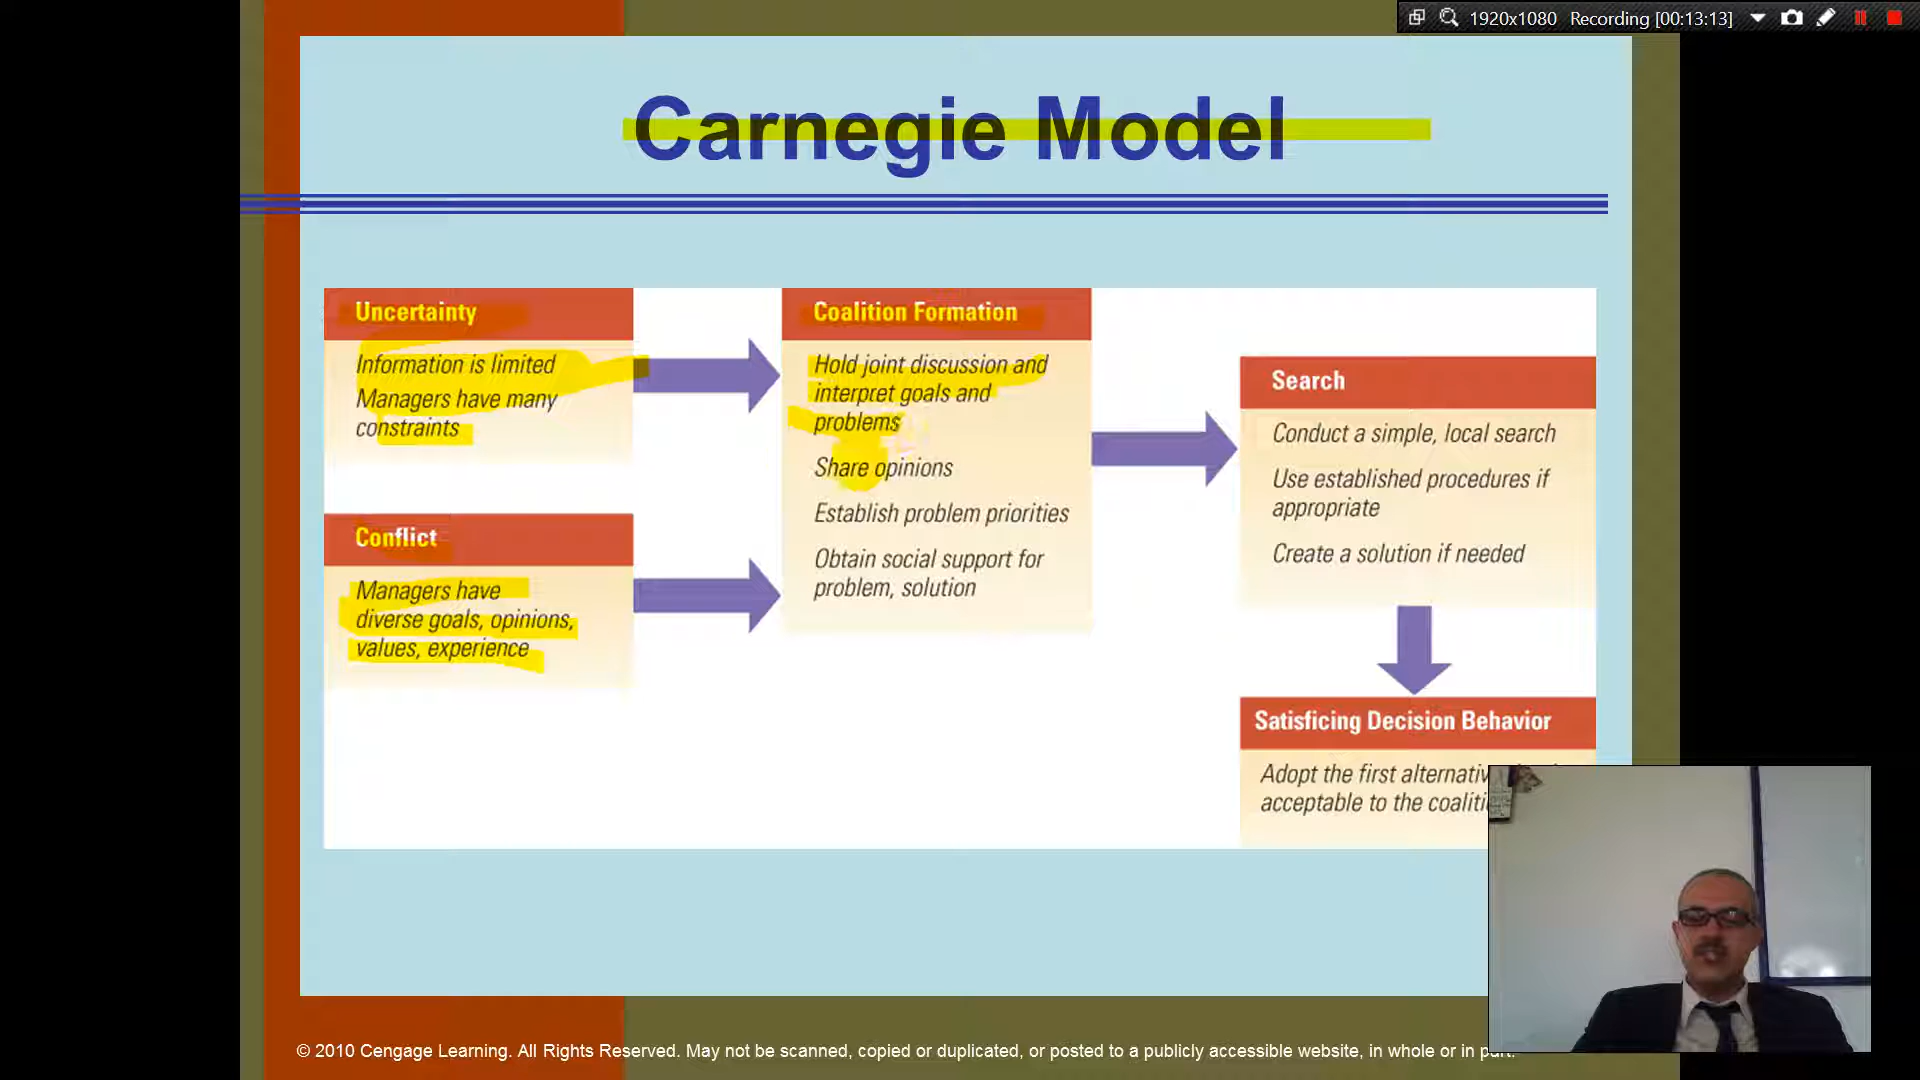 1920x1080 Recording [00:13:13]
Carnegie Model
Uncertainty
Information is limited
Managers have many
constraints
Conflict
Managers have
diverse goals, opinions,
values, experience
Coalition Formation
Hold joint discussion and
interpret goals and
problems
Share opinions
Establish problem priorities
Obtain social support for
problem, solution
Search
Conduct a simple, local search
Use established procedures if
appropriate
Create a solution if needed
Satisficing Decision Behavior
Adopt the first
acceptable to the
© 2010 Cengage Learning. All Rights Reserved. May not be scanned, copied or duplicated, or posted to a publicly accessible website, in whole or in part.